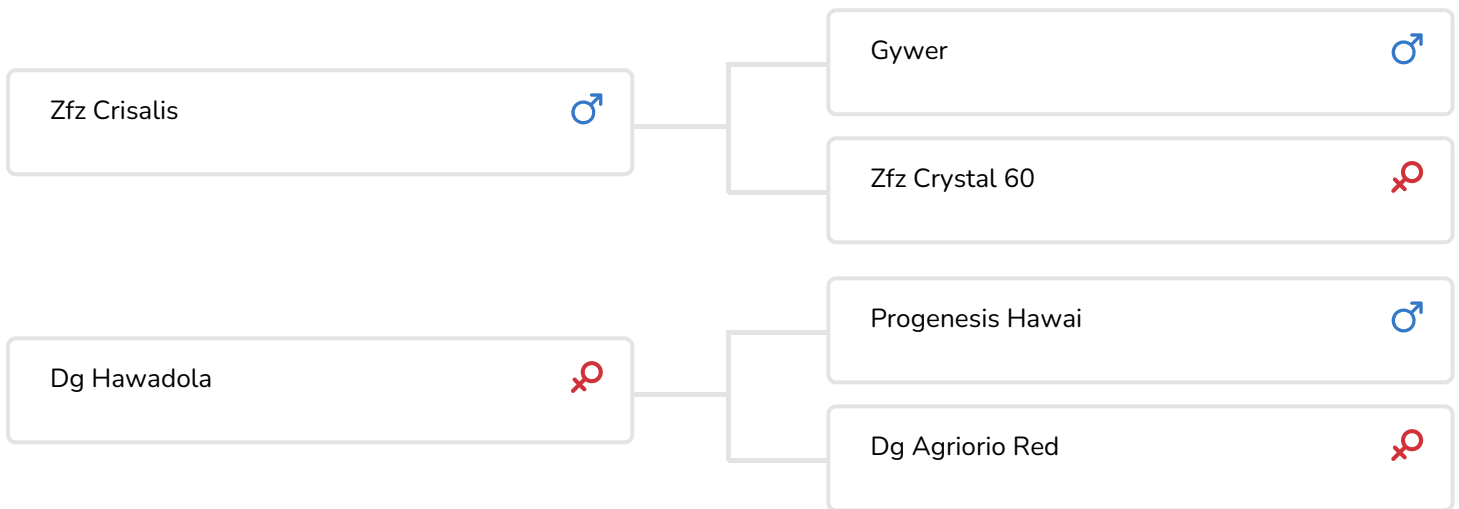 Gywer
Zfz Crisalis
Zfz Crystal 60
Progenesis Hawai
Dg Hawadola
Dg Agriorio Red